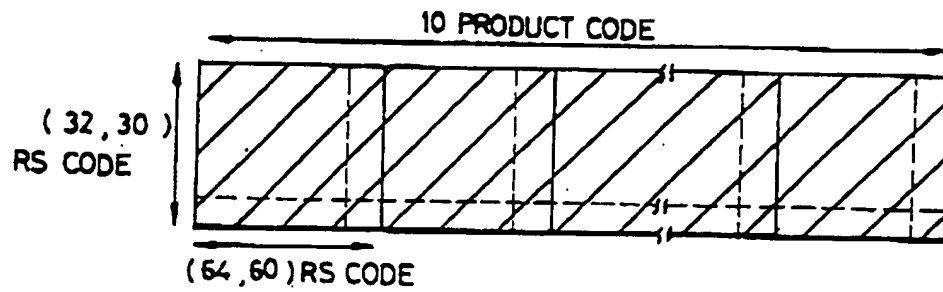 10 PRODUCT CODE
( 32, 30 )
RS CODE
(64,60) RS CODE